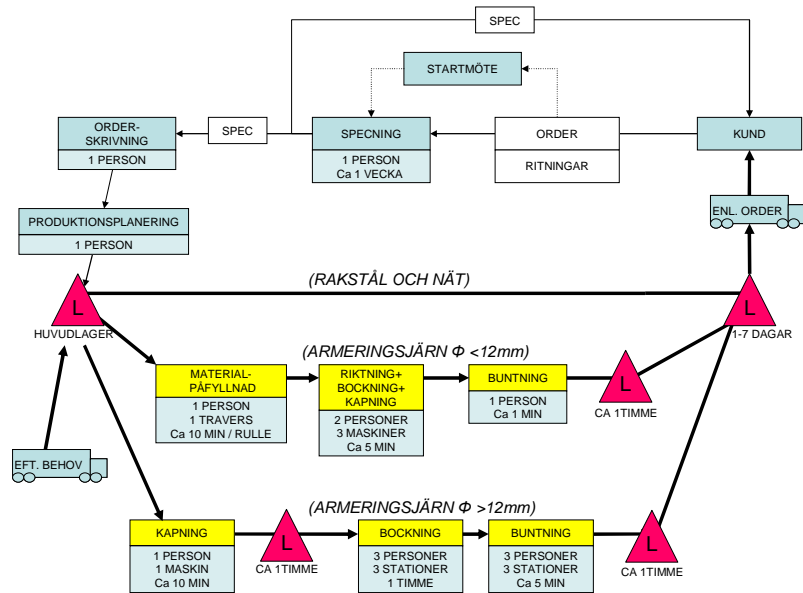 SPEC
STARTMÖTE
ORDER-
SKRIVNING
1 PERSON
SPEC
SPECNING
1 PERSON
Ca 1 VECKA
ORDER
RITNINGAR
KUND
PRODUKTIONSPLANERING
1 PERSON
ENL. ORDER
(RAKSTÅL OCH NÄT)
L
HUVUDLAGER
L
1-7 DAGAR
(ARMERINGSJÄRN Φ <12mm)
MATERIAL-
PÅFYLLNAD
1 PERSON
1 TRAVERS
Ca 10 MIN / RULLE
RIKTNING+
BOCKNING+
KAPNING
2 PERSONER
3 MASKINER
Ca 5 MIN
BUNTNING
1 PERSON
Ca 1 MIN
L
CA 1TIMME
EFT. BEHOV
(ARMERINGSJÄRN Φ >12mm)
KAPNING
1 PERSON
1 MASKIN
Ca 10 MIN
L
CA 1TIMME
BOCKNING
3 PERSONER
3 STATIONER
1 TIMME
BUNTNING
3 PERSONER
3 STATIONER
Ca 5 MIN
L
CA 1TIMME